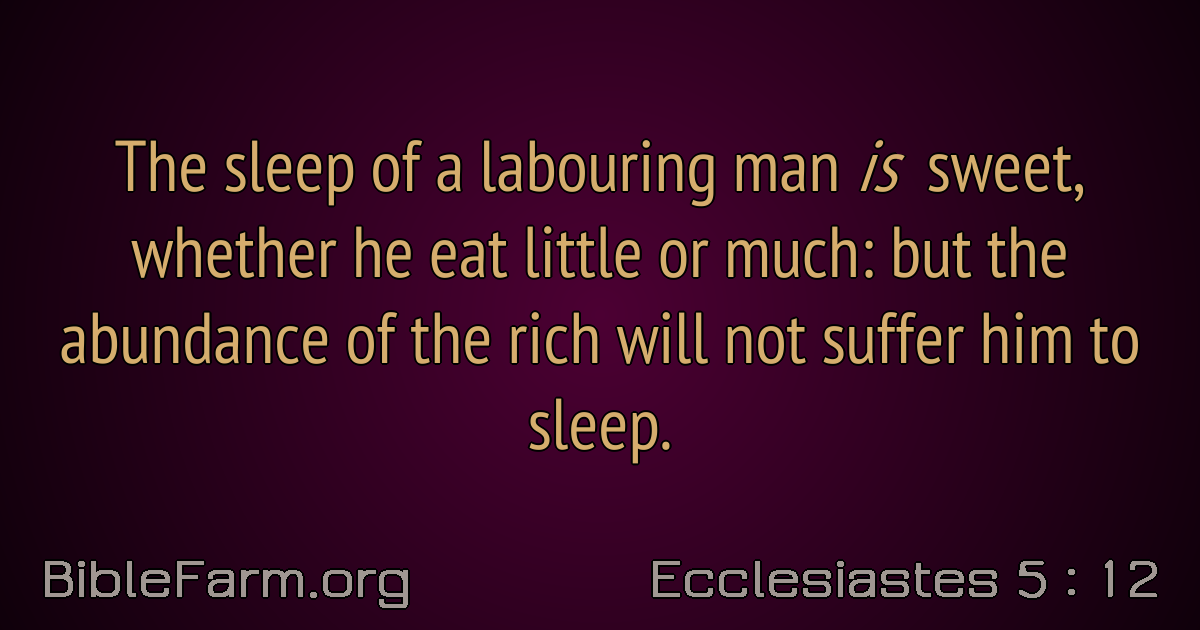 The sleep of a labouring man is sweet,
whether he eat little or much: but the
abundance of the rich will not suffer him to
sleep.
BibleFarm.org
Ecclesiastes 5 : 12